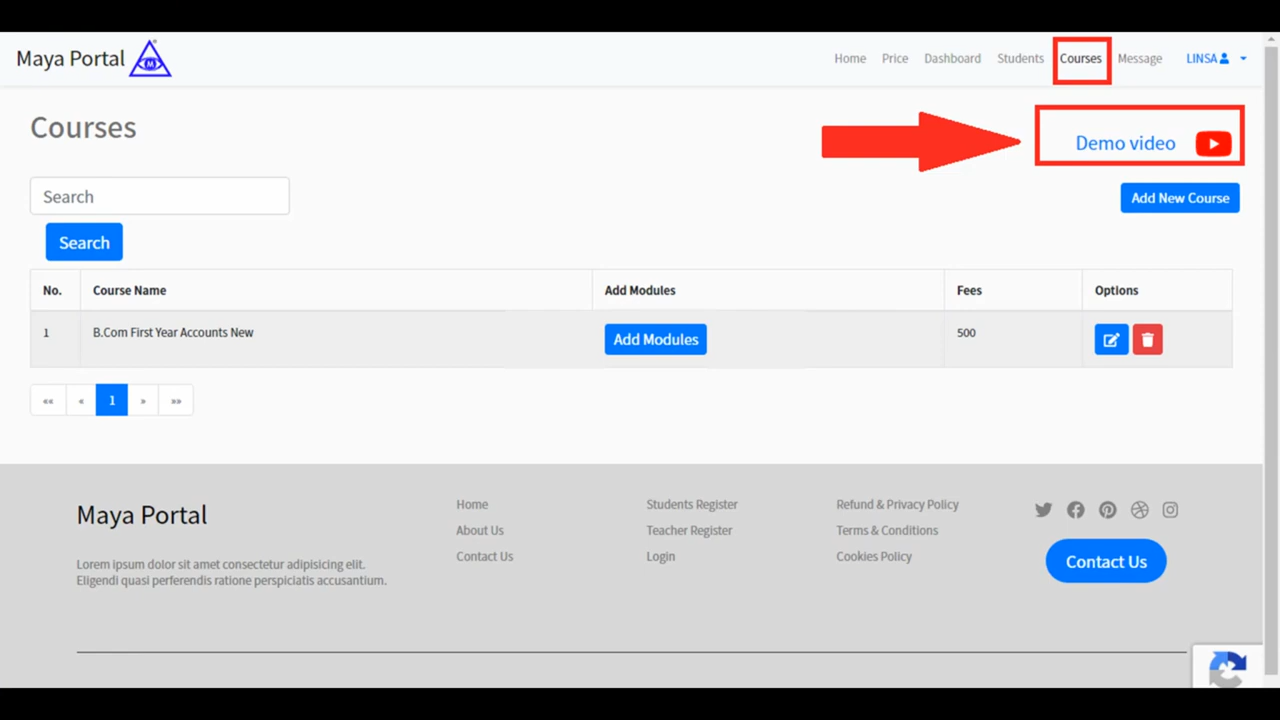 Maya Portal
Home Price Dashboard Students Courses Message LINSA
Courses
Demo video
Search
Add New Course
Search
No. Course Name Add Modules Fees Options
1 B.Com First Year Accounts New Add Modules 500
«« « 1 » »»
Maya Portal
Lorem ipsum dolor sit amet consectetur adipisicing elit.
Eligendi quasi perferendis ratione perspiciatis accusantium.
Home
About Us
Contact Us
Students Register
Teacher Register
Login
Refund & Privacy Policy
Terms & Conditions
Cookies Policy
Contact Us